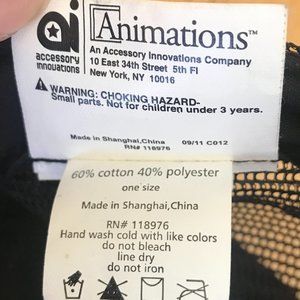 ai
accessory
innovations
Animations™
An Accessory Innovations Company
10 East 34th Street 5th Fl
New York, NY 10016
WARNING: CHOKING HAZARD-
Small parts. Not for children under 3 years.
Made in Shanghai,China 09/11 C012
RN# 118976
60% cotton 40% polyester
one size
Made in Shanghai,China
RN# 118976
Hand wash cold with like colors
do not bleach
line dry
do not iron